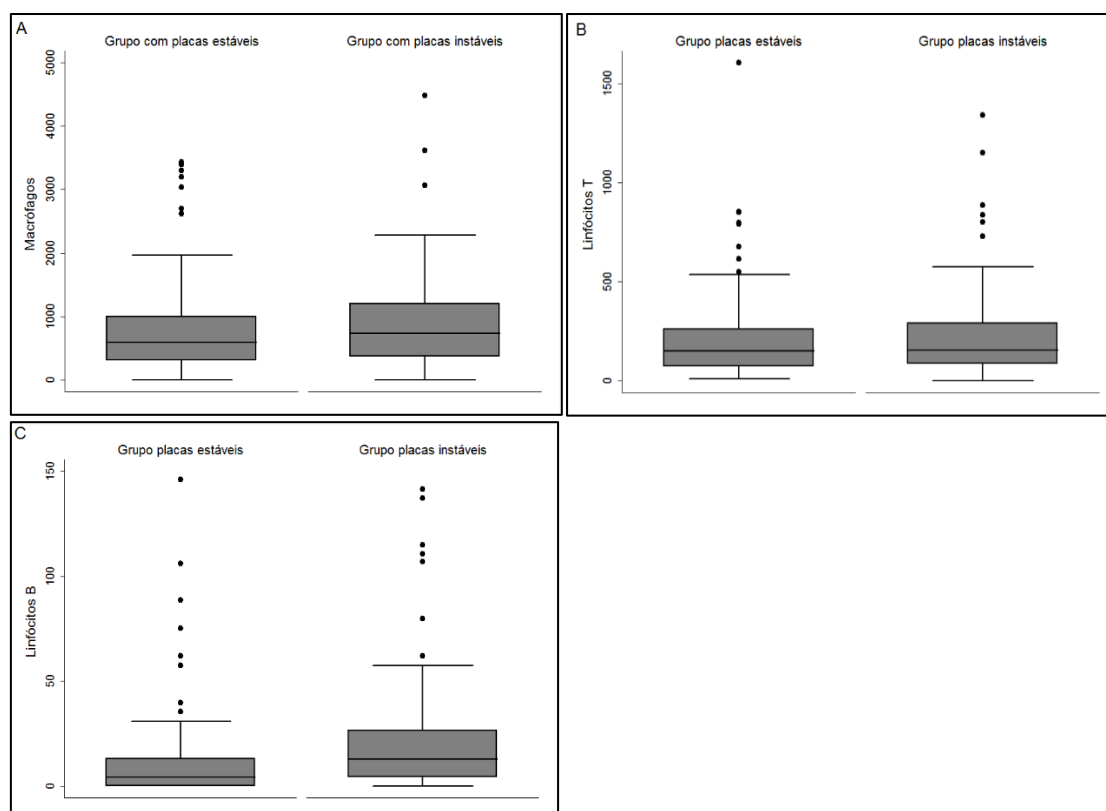 A
Grupo com placas estáveis
Grupo com placas instáveis
Macrófagos
5000
4000
3000
2000
1000
0
B
Grupo placas estáveis
Grupo placas instáveis
Linfócitos T
1500
1000
500
0
C
Grupo placas estáveis
Grupo placas instáveis
Linfócitos B
150
100
50
0